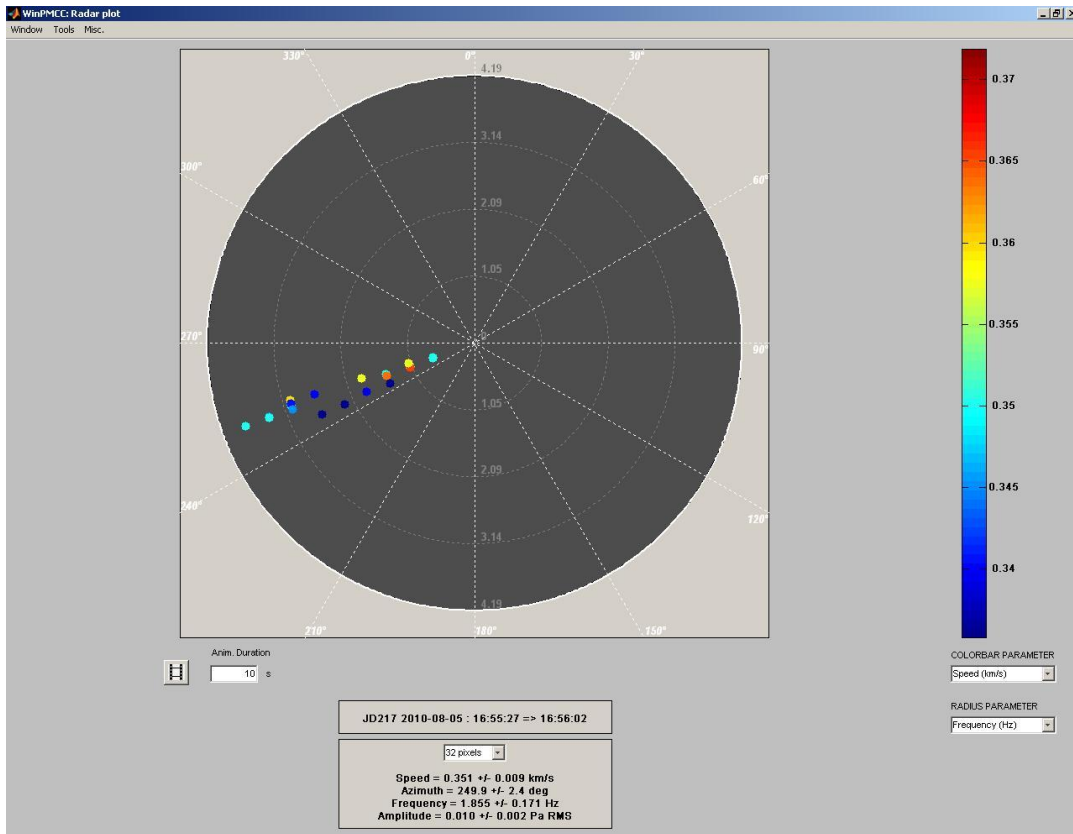 WinPMCC: Radar plot
Window Tools Misc.
330° 0° 30°
4.19
3.14
300° 60°
2.09
1.05
0
270° 90°
1.05
2.09
240° 120°
3.14
4.19
210° 180° 150°
0.37
0.365
0.36
0.355
0.35
0.345
0.34
Anim. Duration
10 s
COLORBAR PARAMETER
Speed (km/s)
RADIUS PARAMETER
Frequency (Hz)
JD217 2010-08-05 : 16:55:27 => 16:56:02
32 pixels
Speed = 0.351 +/- 0.009 km/s
Azimuth = 249.9 +/- 2.4 deg
Frequency = 1.855 +/- 0.171 Hz
Amplitude = 0.010 +/- 0.002 Pa RMS